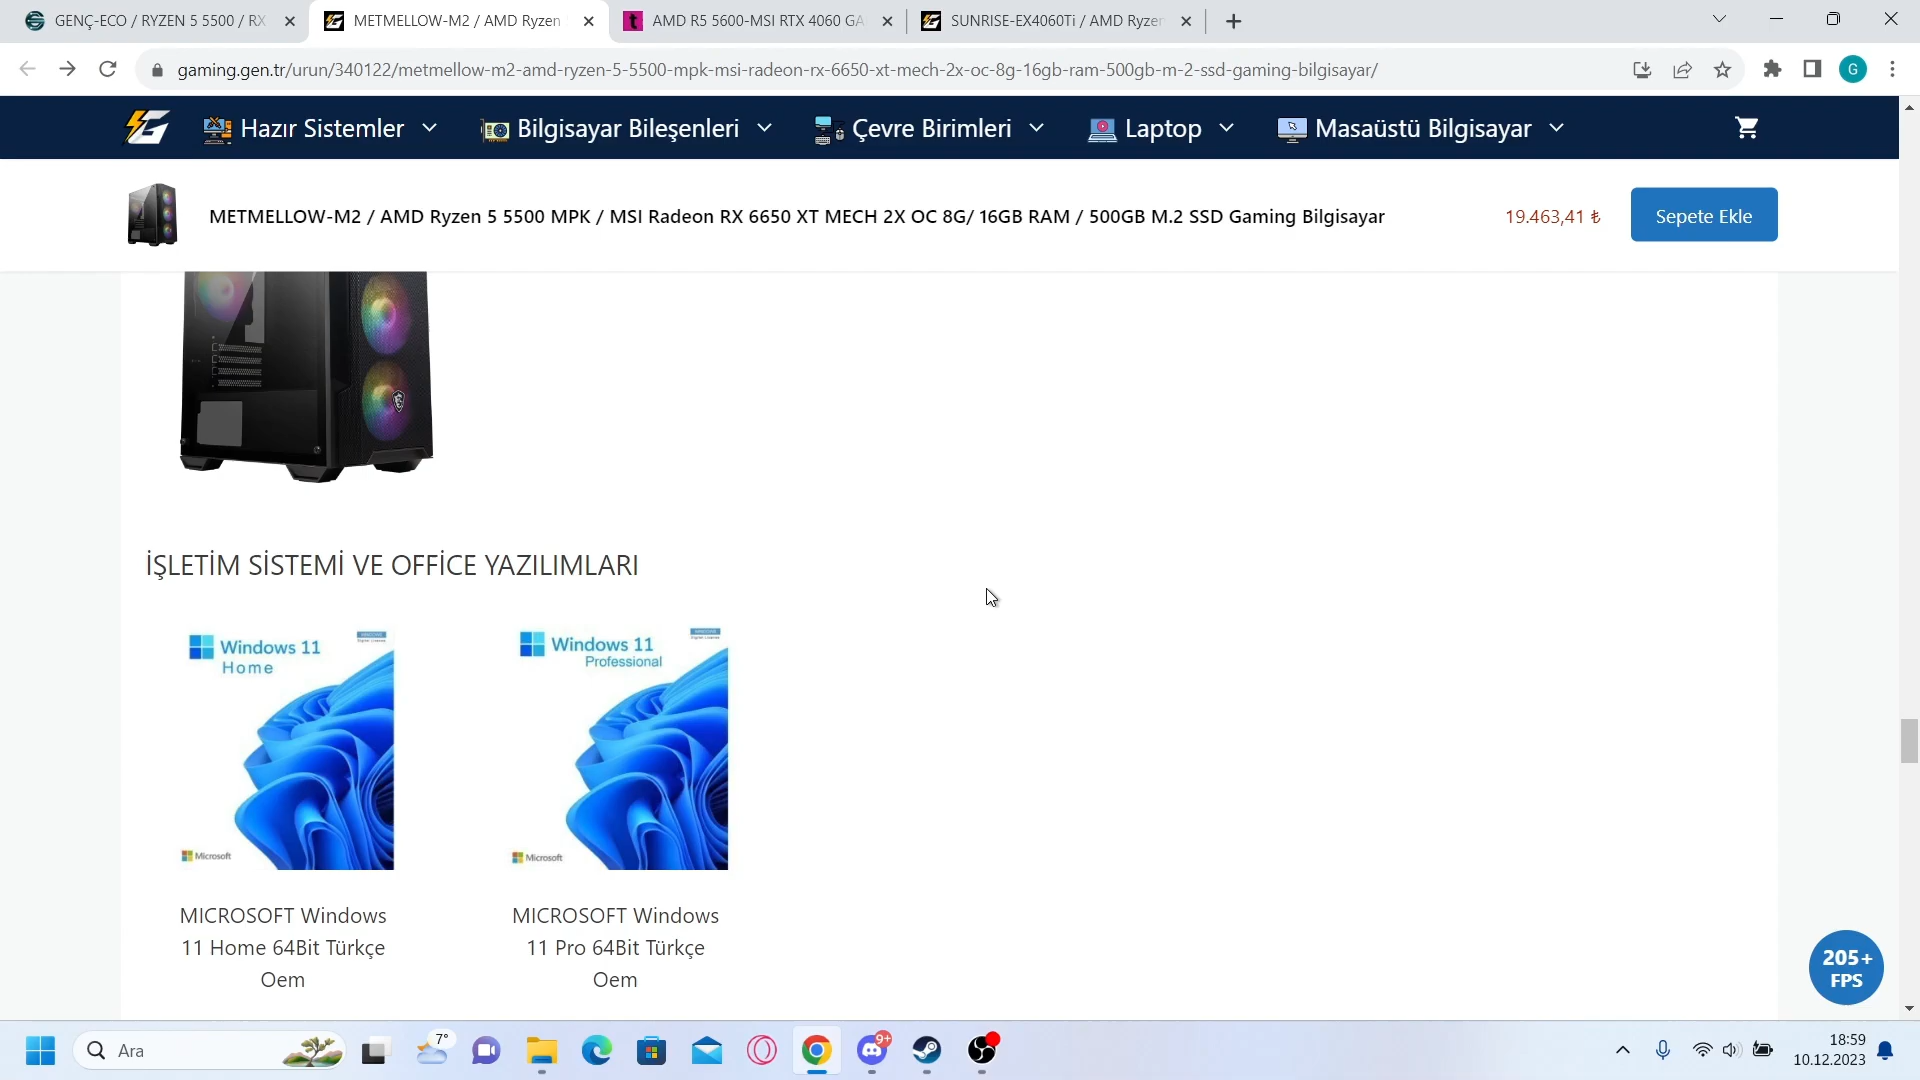 GENÇ-ECO / RYZEN 5 5500 / RX
METMELLOW-M2 / AMD Ryzen
AMD R5 5600-MSI RTX 4060 GA
SUNRISE-EX4060Ti / AMD Ryzen
gaming.gen.tr/urun/340122/metmellow-m2-amd-ryzen-5-5500-mpk-msi-radeon-rx-6650-xt-mech-2x-oc-8g-16gb-ram-500gb-m-2-ssd-gaming-bilgisayar/
G
Hazır Sistemler
Bilgisayar Bileşenleri
Çevre Birimleri
Laptop
Masaüstü Bilgisayar
METMELLOW-M2 / AMD Ryzen 5 5500 MPK / MSI Radeon RX 6650 XT MECH 2X OC 8G/ 16GB RAM / 500GB M.2 SSD Gaming Bilgisayar
19.463,41 ₺
Sepete Ekle
İŞLETİM SİSTEMİ VE OFFİCE YAZILIMLARI
Windows 11
Home
Microsoft
Windows 11
Professional
Microsoft
MICROSOFT Windows
11 Home 64Bit Türkçe
Oem
MICROSOFT Windows
11 Pro 64Bit Türkçe
Oem
205+
FPS
Ara
7°
9+
18:59
10.12.2023